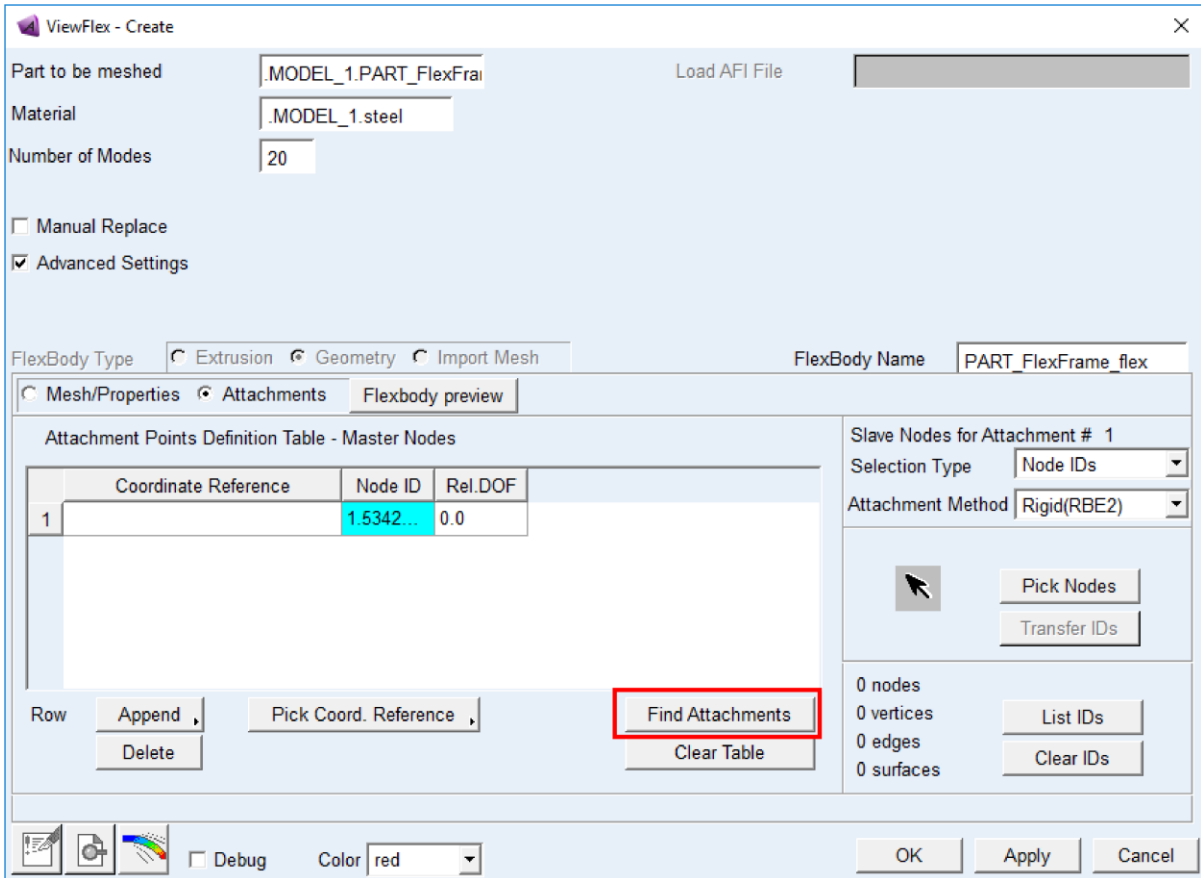 ViewFlex - Create
Part to be meshed .MODEL_1.PART_FlexFrai Load AFI File
Material .MODEL_1.steel
Number of Modes 20
Manual Replace
Advanced Settings
FlexBody Type Extrusion Geometry Import Mesh FlexBody Name PART_FlexFrame_flex
Mesh/Properties Attachments Flexbody preview
Attachment Points Definition Table - Master Nodes Slave Nodes for Attachment # 1
Selection Type Node IDs
Coordinate Reference Node ID Rel.DOF
Attachment Method Rigid(RBE2)
1 1.5342... 0.0
Pick Nodes
Transfer IDs
0 nodes
Row Append Pick Coord. Reference Find Attachments 0 vertices List IDs
0 edges
Delete Clear Table Clear IDs
0 surfaces
Debug Color red OK Apply Cancel